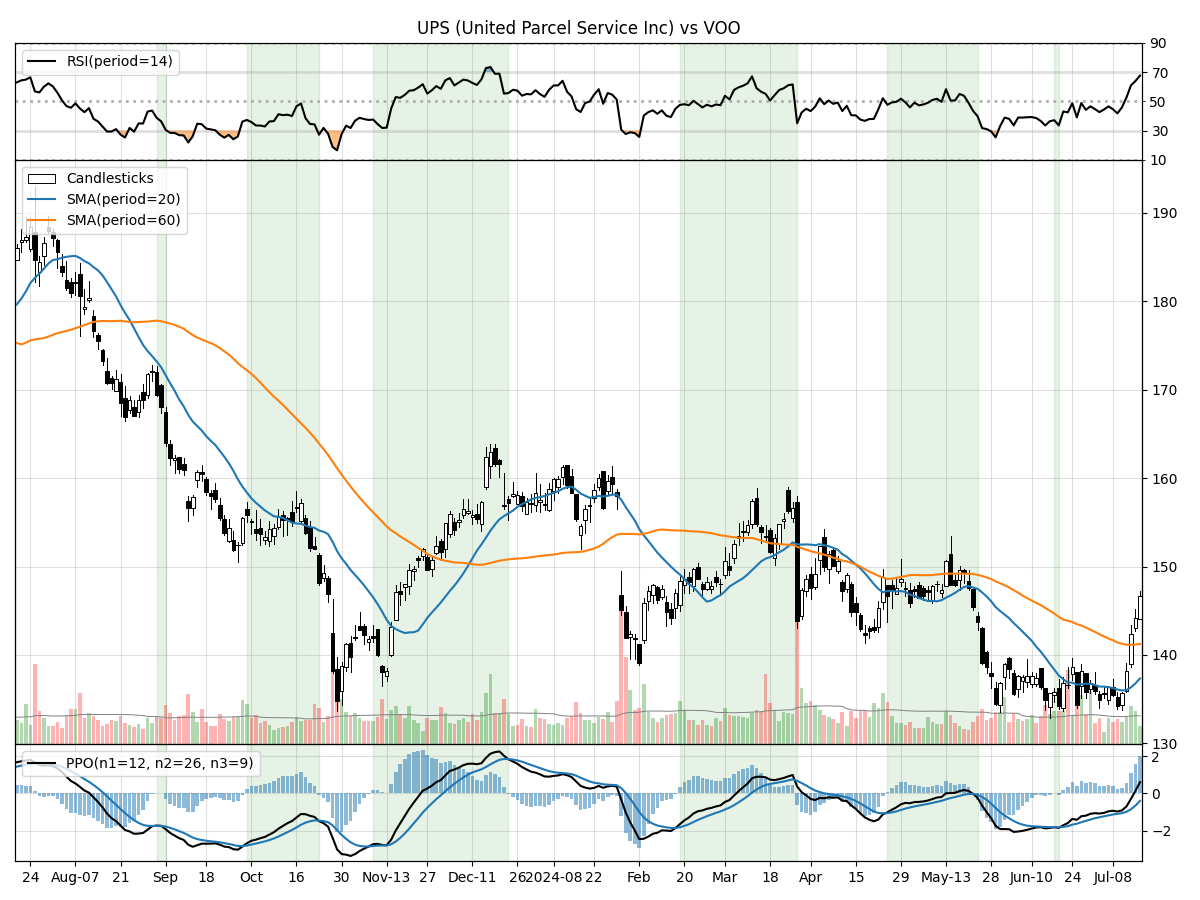 UPS (United Parcel Service Inc) vs VOO
RSI(period=14)
90
70
50
30
10
Candlesticks
SMA(period=20)
SMA(period=60)
190
180
170
160
150
140
130
PPO(n1=12, n2=26, n3=9)
2
0
−2
24 Aug-07 21 Sep 18 Oct 16 30 Nov-13 27 Dec-11 26 2024-08 22 Feb 20 Mar 18 Apr 15 29 May-13 28 Jun-10 24 Jul-08